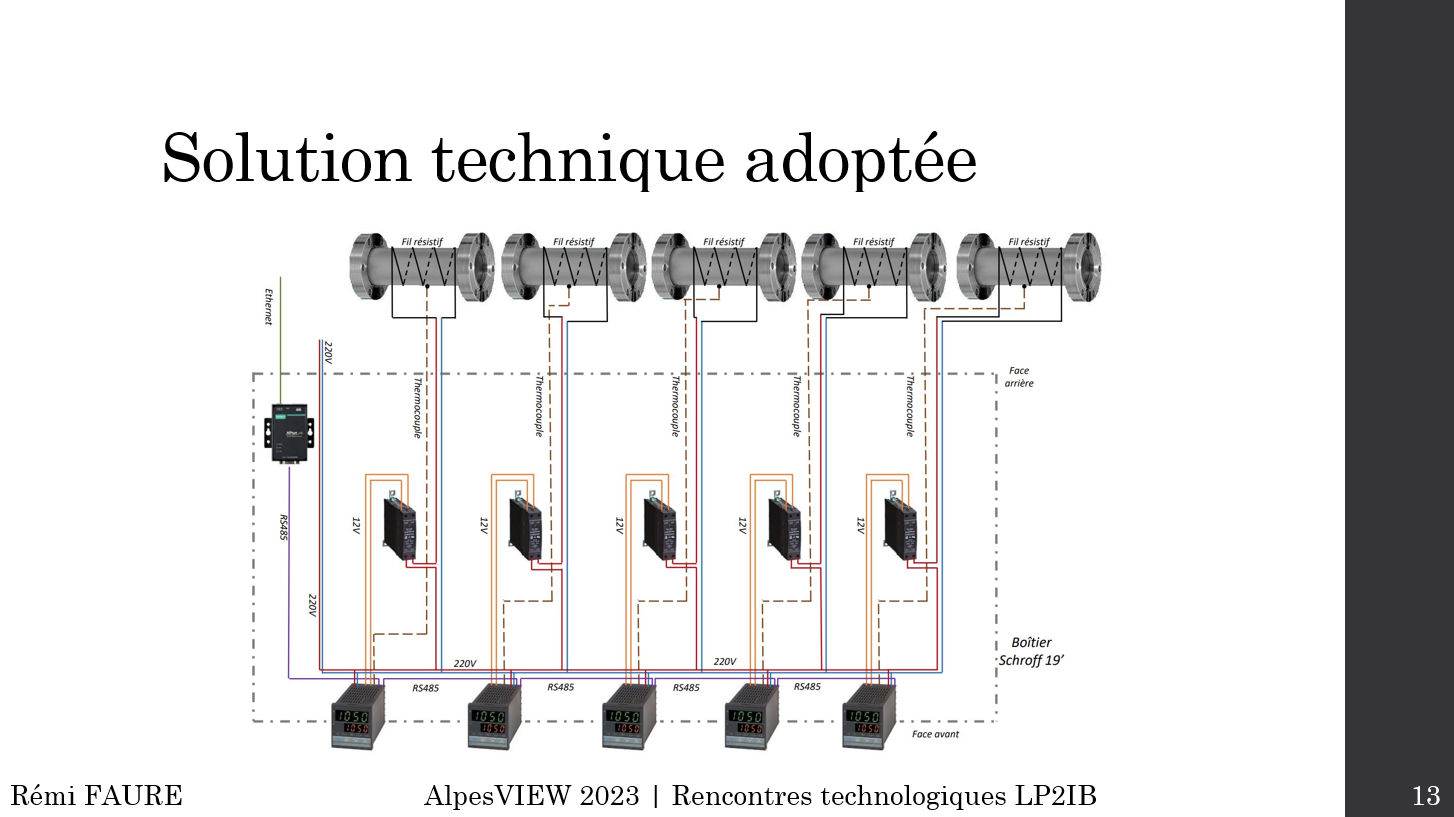 Solution technique adoptée
Fil résistif
Fil résistif
Fil résistif
Fil résistif
Fil résistif
Ethernet
220V
Face
arrière
Thermocouple
Thermocouple
Thermocouple
Thermocouple
Thermocouple
RS485
12V
12V
12V
12V
12V
220V
Boîtier
Schroff 19’
220V
220V
RS485
RS485
RS485
RS485
1050
1050
1050
1050
1050
1050
1050
1050
1050
1050
Face avant
Rémi FAURE
AlpesVIEW 2023 | Rencontres technologiques LP2IB
13